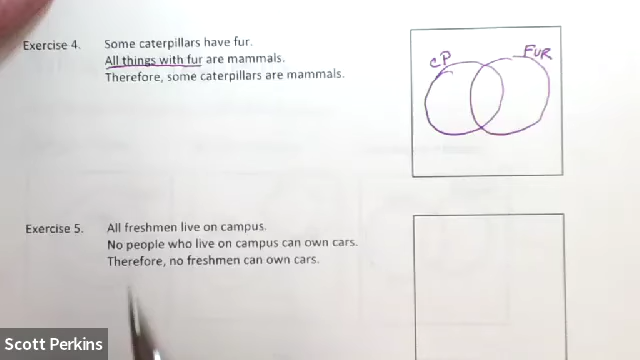 Exercise 4. Some caterpillars have fur.
All things with fur are mammals.
Therefore, some caterpillars are mammals.
CP FUR
Exercise 5. All freshmen live on campus.
No people who live on campus can own cars.
Therefore, no freshmen can own cars.
Scott Perkins